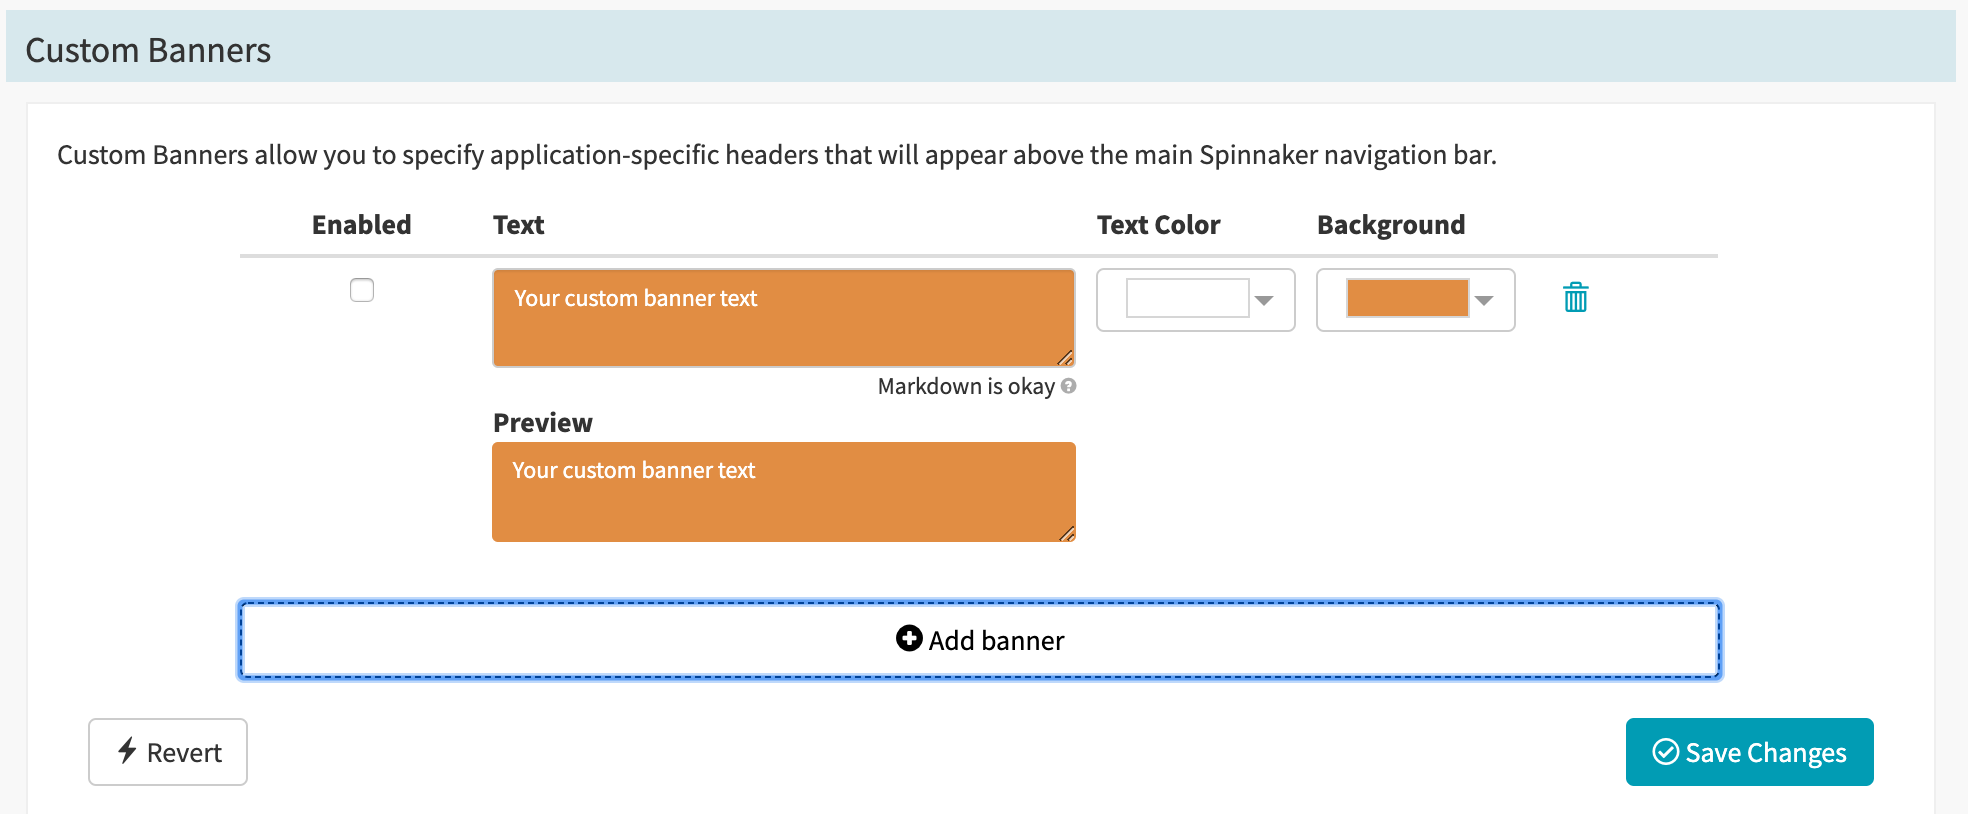 Custom Banners
Custom Banners allow you to specify application-specific headers that will appear above the main Spinnaker navigation bar.
Enabled Text Text Color Background
Your custom banner text
Markdown is okay ?
Preview
Your custom banner text
Add banner
Revert Save Changes